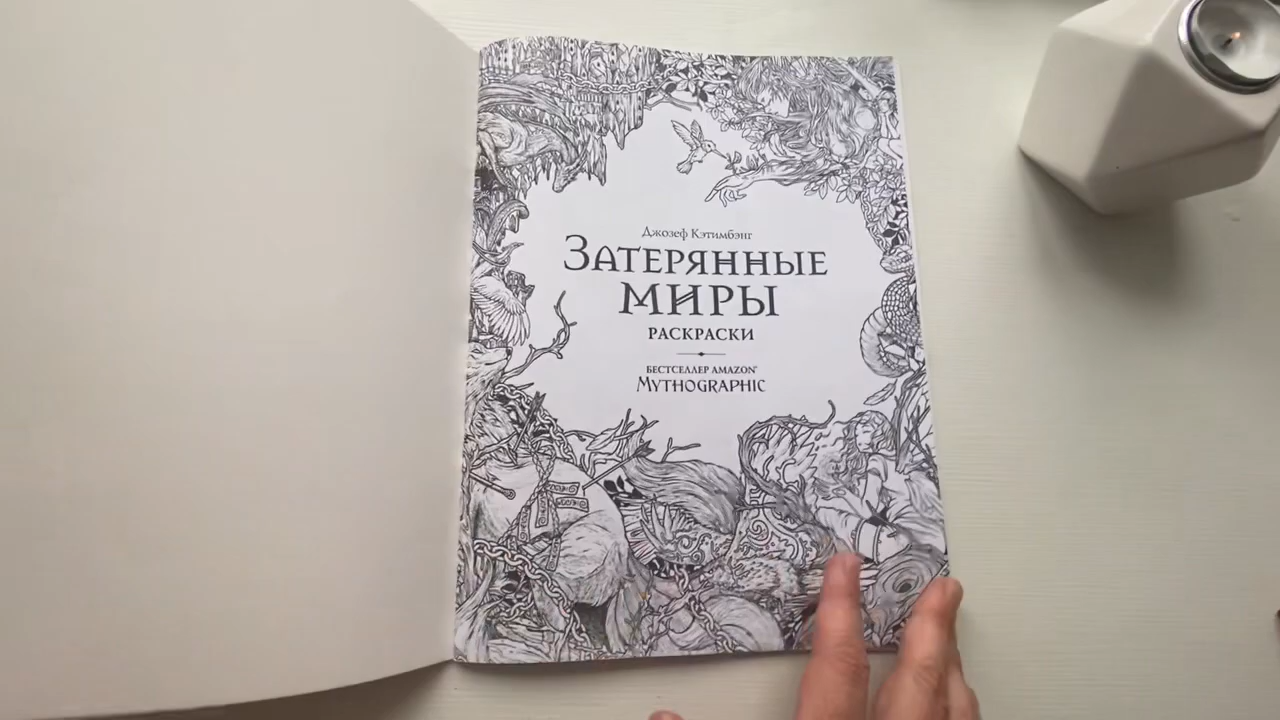 Джозеф Кэтимбэнг
ЗАТЕРЯННЫЕ
МИРЫ
РАСКРАСКИ
БЕСТСЕЛЛЕР AMAZON®
MYTHOGRAPHIC